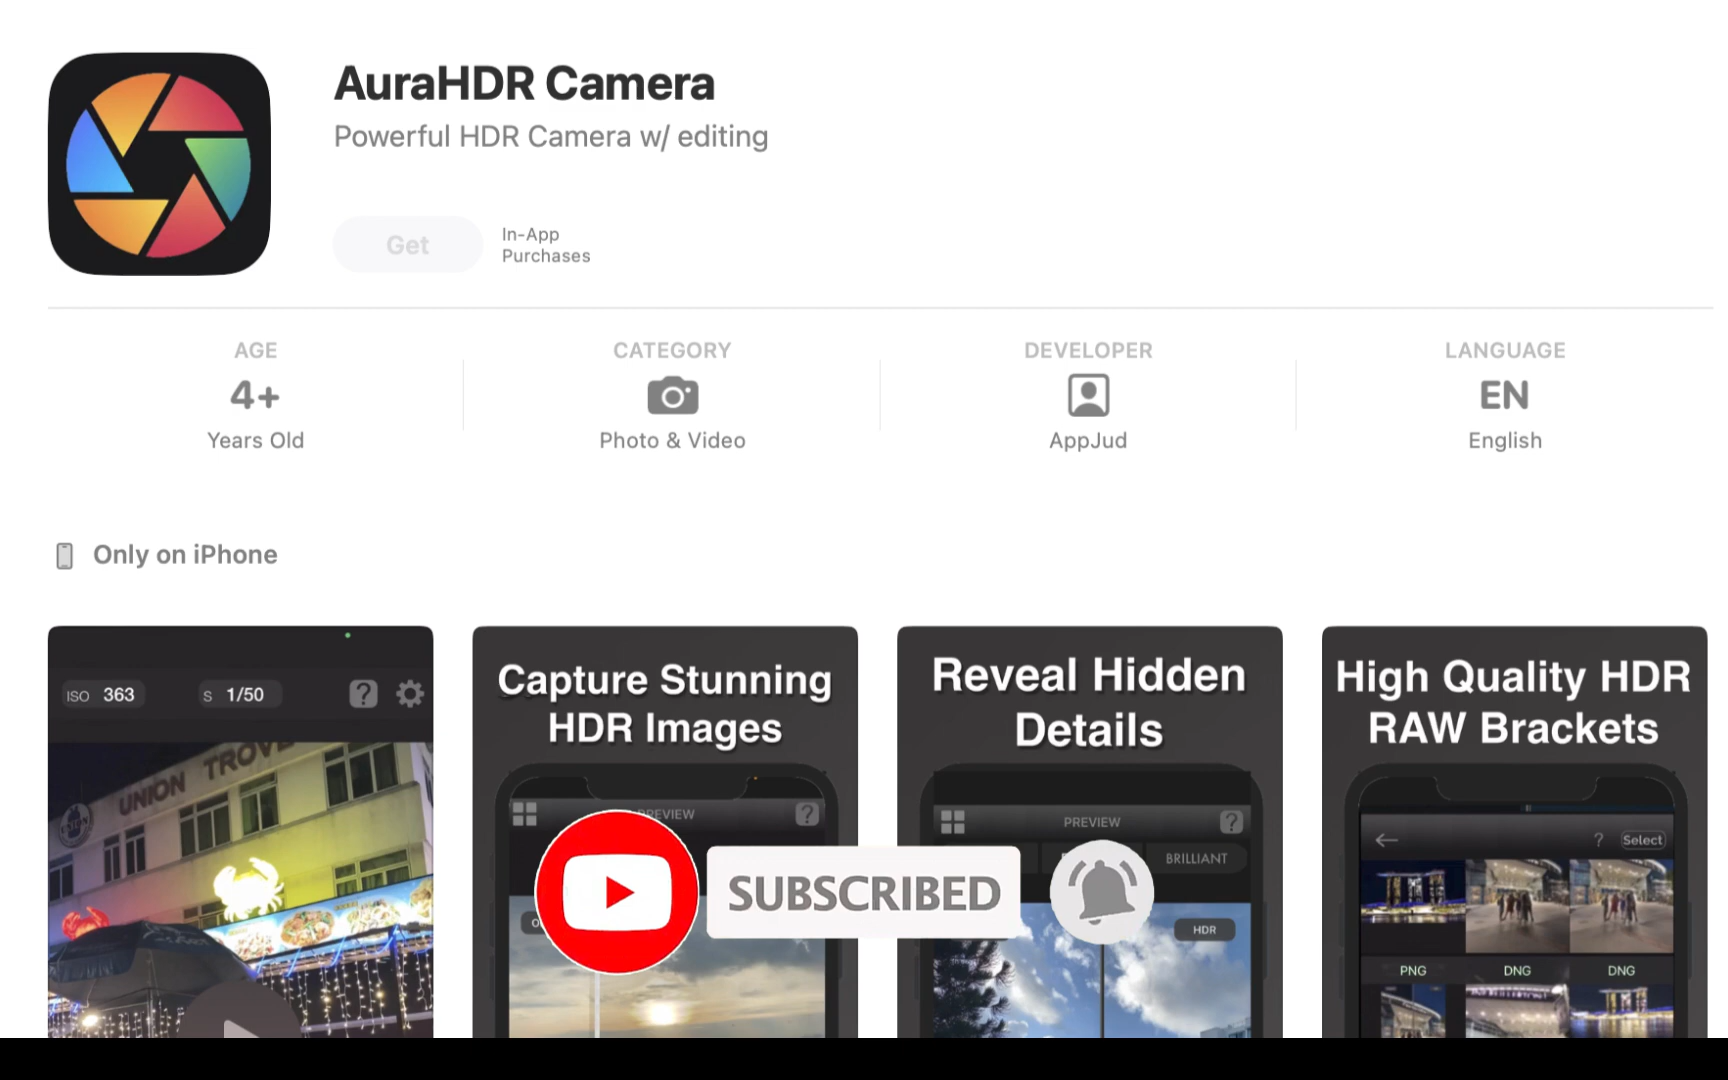 AuraHDR Camera
Powerful HDR Camera w/ editing
Get
In-App
Purchases
AGE
4+
Years Old
CATEGORY
Photo & Video
DEVELOPER
AppJud
LANGUAGE
EN
English
Only on iPhone
ISO 363
S 1/50
?
UNION TROVE
UNION
Capture Stunning
HDR Images
PREVIEW
?
Reveal Hidden
Details
PREVIEW
?
BRILLIANT
HDR
High Quality HDR
RAW Brackets
? Select
PNG
DNG
DNG
SUBSCRIBED